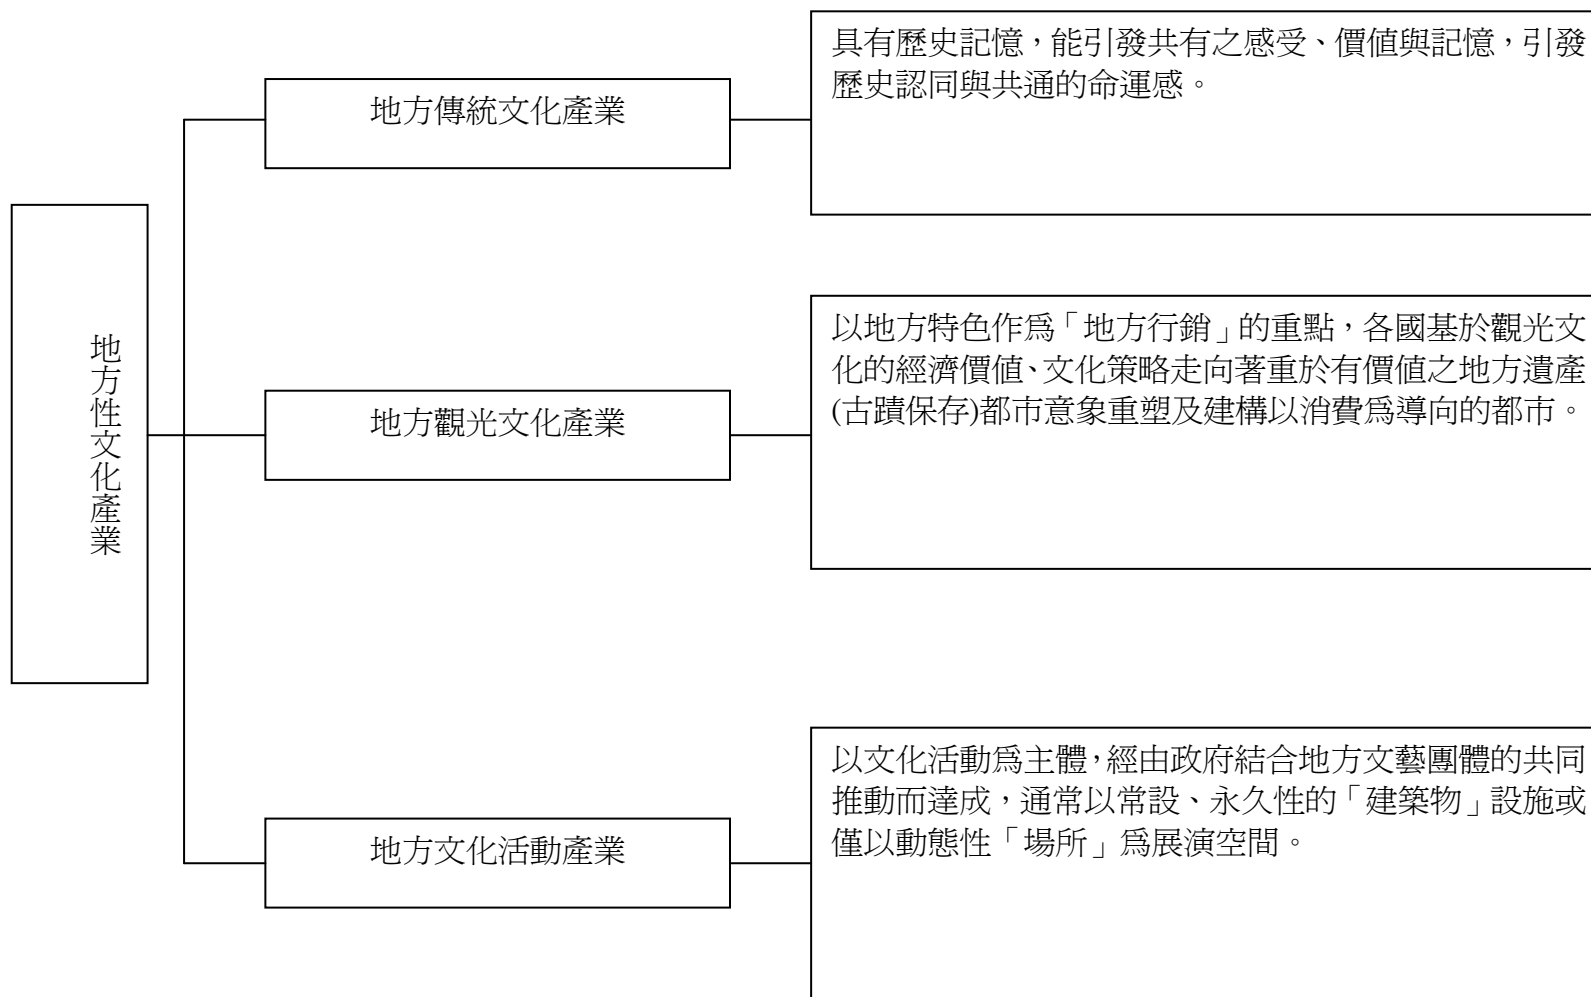 地方性文化產業
地方傳統文化產業
具有歷史記憶，能引發共有之感受、價值與記憶，引發
歷史認同與共通的命運感。
地方觀光文化產業
以地方特色作為「地方行銷」的重點，各國基於觀光文
化的經濟價值、文化策略走向著重於有價值之地方遺產
(古蹟保存)都市意象重塑及建構以消費為導向的都市。
地方文化活動產業
以文化活動為主體，經由政府結合地方文藝團體的共同
推動而達成，通常以常設、永久性的「建築物」設施或
僅以動態性「場所」為展演空間。